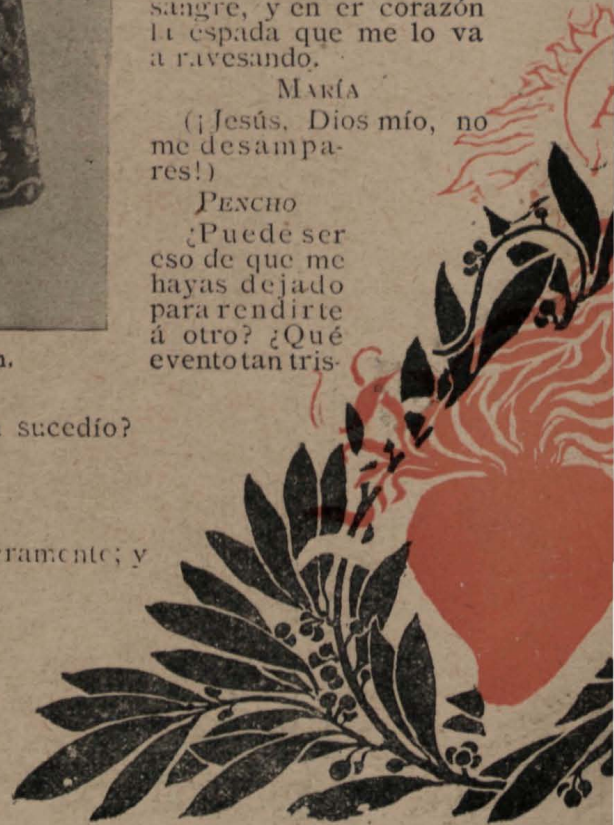 sangre, y en er corazón
la espada que me lo va
atravesando.
MARÍA
(¡Jesús, Dios mío, no
me desampa-
res!)
PENCHO
¿Puede ser
eso de que me
hayas dejado
para rendirte
á otro? ¿Qué
evento tan tris-
n.
sucedío?
rramente; y